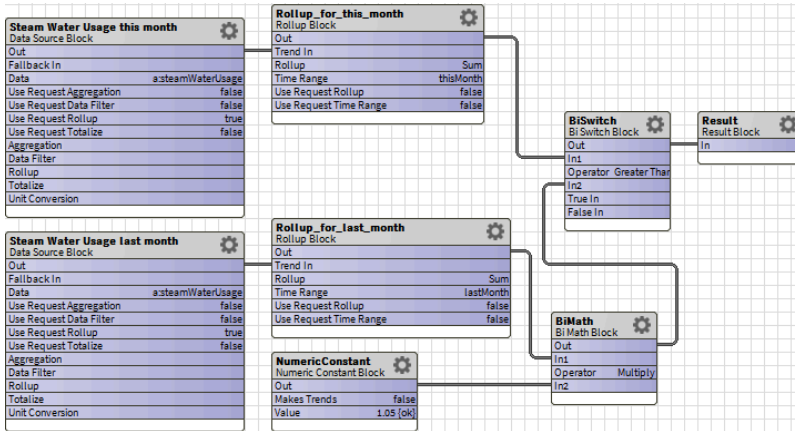 Steam Water Usage this month
Data Source Block
Out
Fallback In
Data a:steamWaterUsage
Use Request Aggregation false
Use Request Data Filter false
Use Request Rollup true
Use Request Totalize false
Aggregation
Data Filter
Rollup
Totalize
Unit Conversion
Rollup_for_this_month
Rollup Block
Out
Trend In
Rollup Sum
Time Range thisMonth
Use Request Rollup false
Use Request Time Range false
BiSwitch
Bi Switch Block
Out
In1
Operator Greater Than
In2
True In
False In
Result
Result Block
In
Steam Water Usage last month
Data Source Block
Out
Fallback In
Data a:steamWaterUsage
Use Request Aggregation false
Use Request Data Filter false
Use Request Rollup true
Use Request Totalize false
Aggregation
Data Filter
Rollup
Totalize
Unit Conversion
Rollup_for_last_month
Rollup Block
Out
Trend In
Rollup Sum
Time Range lastMonth
Use Request Rollup false
Use Request Time Range false
NumericConstant
Numeric Constant Block
Out
Makes Trends false
Value 1.05 {ok}
BiMath
Bi Math Block
Out
In1
Operator Multiply
In2